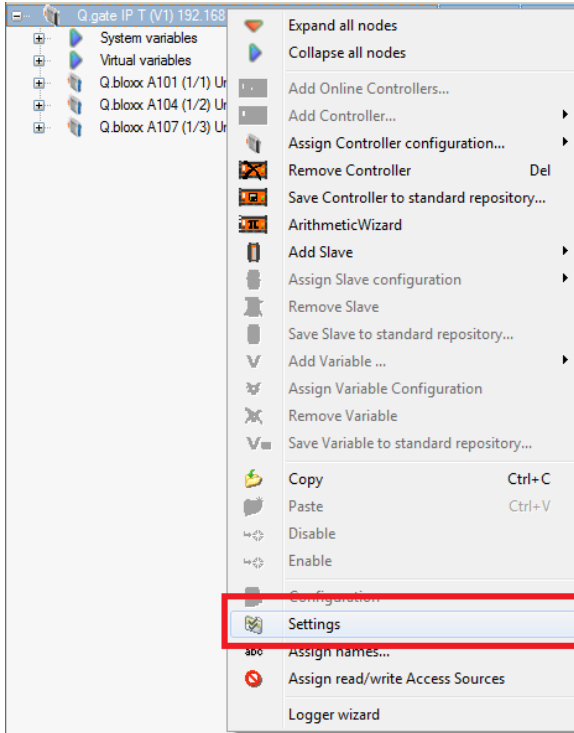 Q.gate IP T (V1) 192.168
System variables
Virtual variables
Q.bloxx A101 (1/1) Ur
Q.bloxx A104 (1/2) Ur
Q.bloxx A107 (1/3) Ur
Expand all nodes
Collapse all nodes
Add Online Controllers...
Add Controller...
Assign Controller configuration...
Remove Controller Del
Save Controller to standard repository...
ArithmeticWizard
Add Slave
Assign Slave configuration
Remove Slave
Save Slave to standard repository...
Add Variable ...
Assign Variable Configuration
Remove Variable
Save Variable to standard repository...
Copy Ctrl+C
Paste Ctrl+V
Disable
Enable
Configuration
Settings
abc Assign names...
Assign read/write Access Sources
Logger wizard